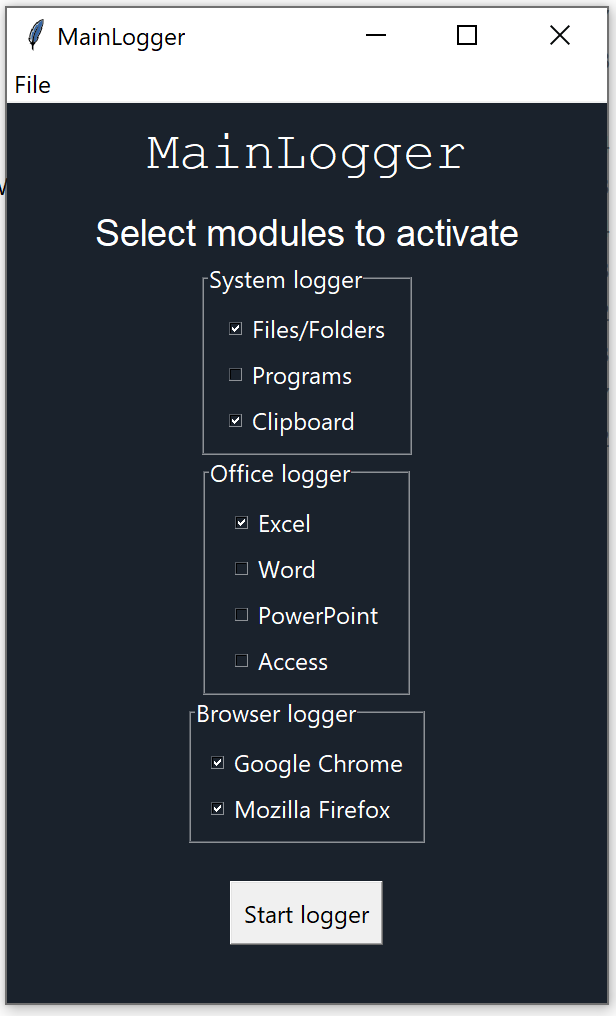 MainLogger
File
MainLogger
Select modules to activate
System logger
Files/Folders
Programs
Clipboard
Office logger
Excel
Word
PowerPoint
Access
Browser logger
Google Chrome
Mozilla Firefox
Start logger